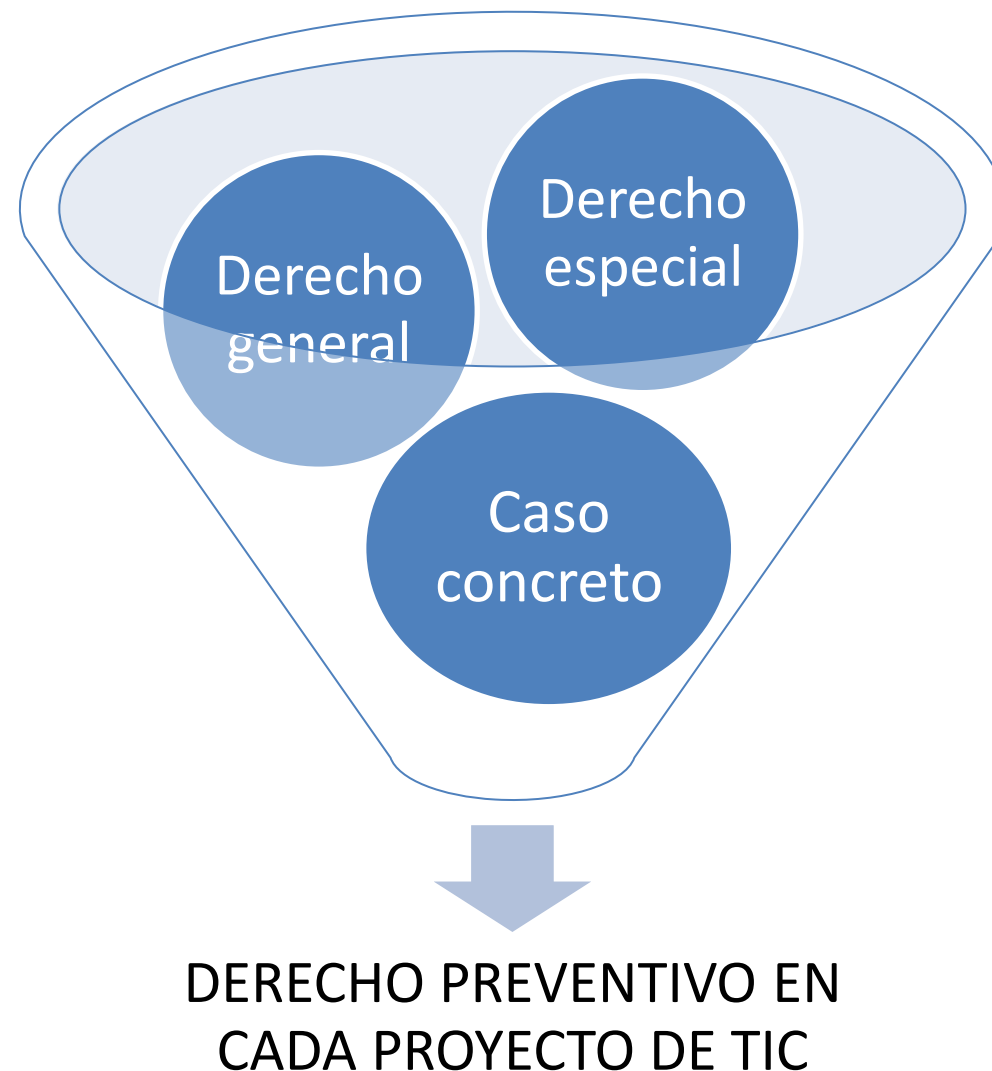 Derecho
especial
Derecho
general
Caso
concreto
DERECHO PREVENTIVO EN
CADA PROYECTO DE TIC